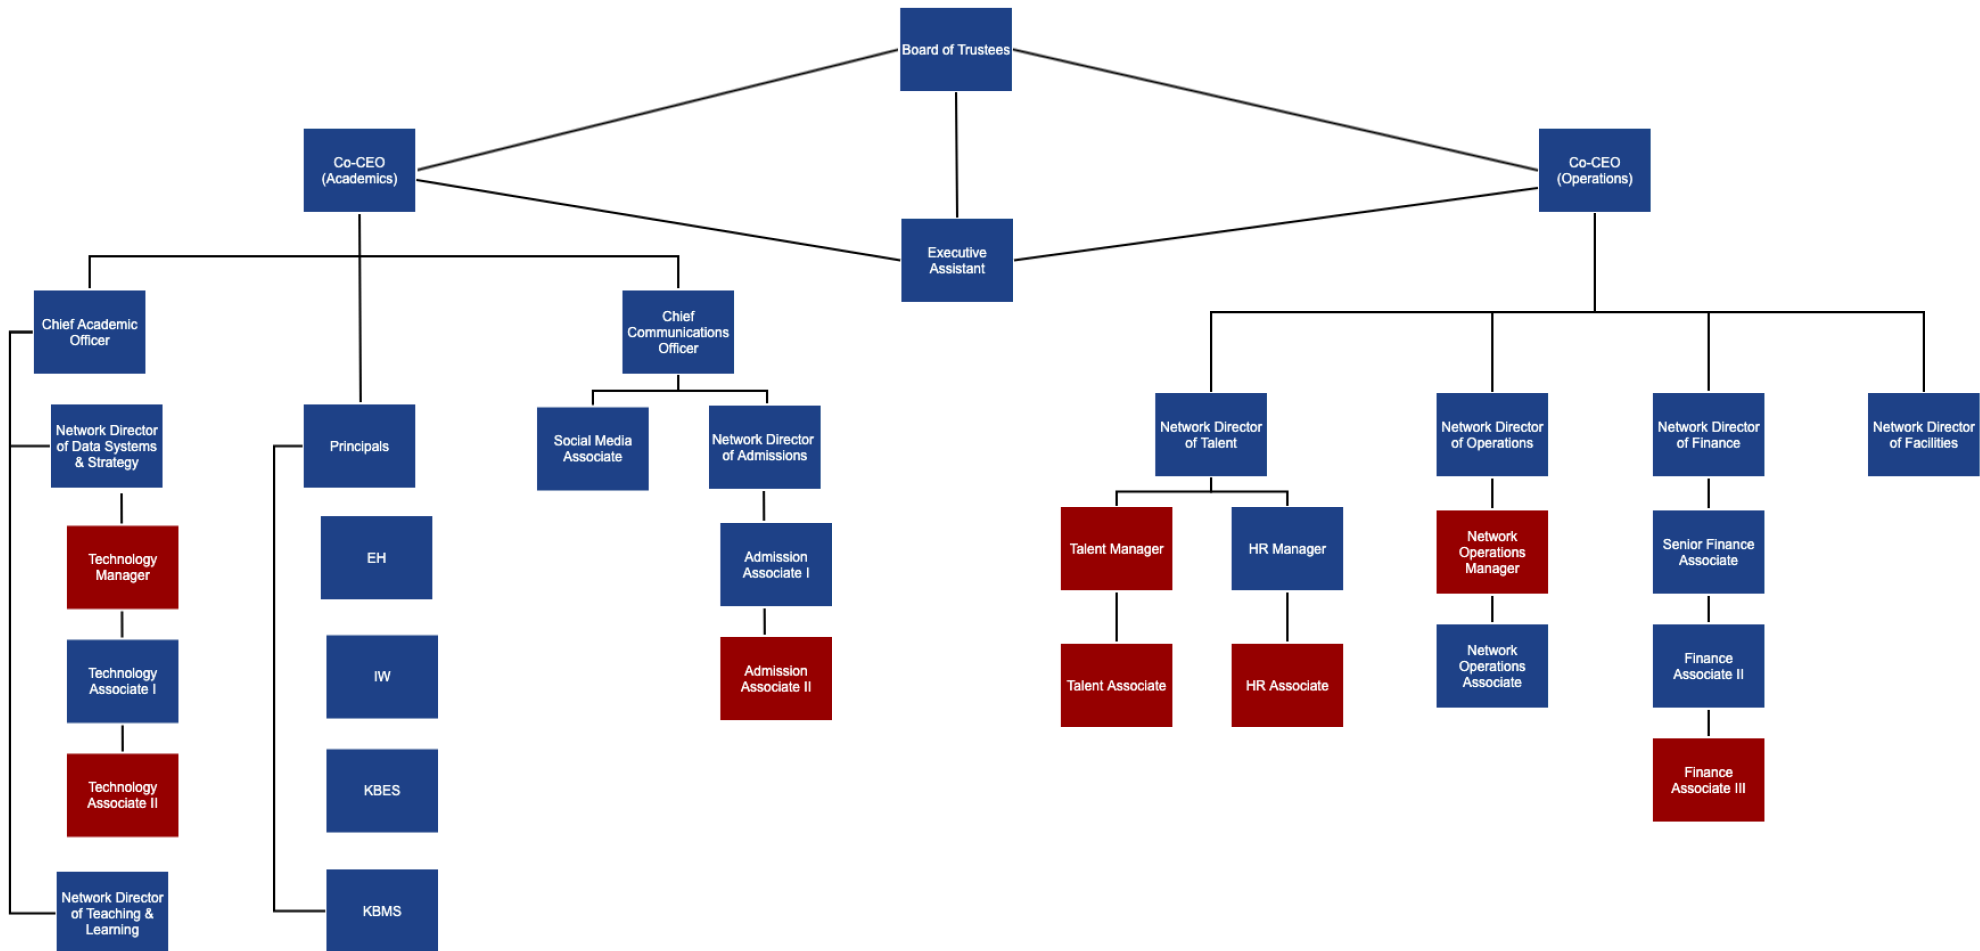 Board of Trustees
Co-CEO
(Academics)
Co-CEO
(Operations)
Executive
Assistant
Chief Academic
Officer
Chief
Communications
Officer
Network Director
of Data Systems
& Strategy
Principals
Social Media
Associate
Network Director
of Admissions
Network Director
of Talent
Network Director
of Operations
Network Director
of Finance
Network Director
of Facilities
Technology
Manager
EH
Admission
Associate I
Talent Manager
HR Manager
Network
Operations
Manager
Senior Finance
Associate
Technology
Associate I
IW
Admission
Associate II
Talent Associate
HR Associate
Network
Operations
Associate
Finance
Associate II
Technology
Associate II
KBES
Finance
Associate III
Network Director
of Teaching &
Learning
KBMS